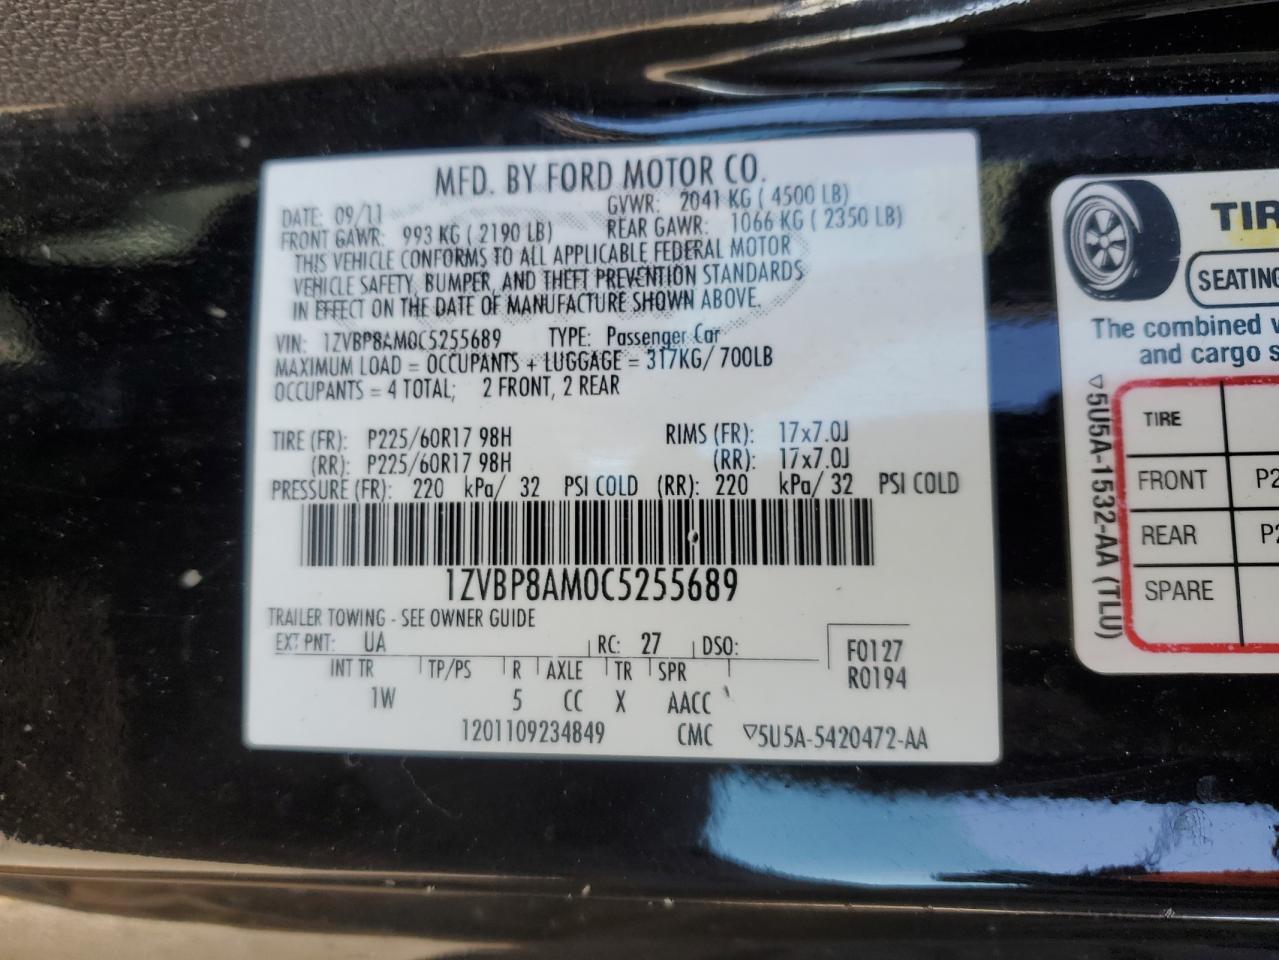 MFD. BY FORD MOTOR CO.
DATE: 09/11 GVWR: 2041 KG ( 4500 LB)
FRONT GAWR: 993 KG ( 2190 LB) REAR GAWR: 1066 KG ( 2350 LB)
THIS VEHICLE CONFORMS TO ALL APPLICABLE FEDERAL MOTOR
VEHICLE SAFETY, BUMPER, AND THEFT PREVENTION STANDARDS
IN EFFECT ON THE DATE OF MANUFACTURE SHOWN ABOVE.
VIN: 1ZVBP8AM0C5255689 TYPE: Passenger Car
MAXIMUM LOAD = OCCUPANTS + LUGGAGE = 317KG/ 700LB
OCCUPANTS = 4 TOTAL; 2 FRONT, 2 REAR
TIRE (FR): P225/60R17 98H RIMS (FR): 17x7.0J
(RR): P225/60R17 98H (RR): 17x7.0J
PRESSURE (FR): 220 kPa/ 32 PSI COLD (RR): 220 kPa/ 32 PSI COLD
1ZVBP8AM0C5255689
TRAILER TOWING - SEE OWNER GUIDE
EXT PNT: UA RC: 27 DSO:
INT TR TP/PS R AXLE TR SPR
F0127
R0194
1W 5 CC X AACC
1201109234849 CMC ▽5U5A-5420472-AA
TIR
SEATING
The combined w
and cargo s
▽5U5A-1532-AA (TLU)
TIRE
FRONT P2
REAR P2
SPARE